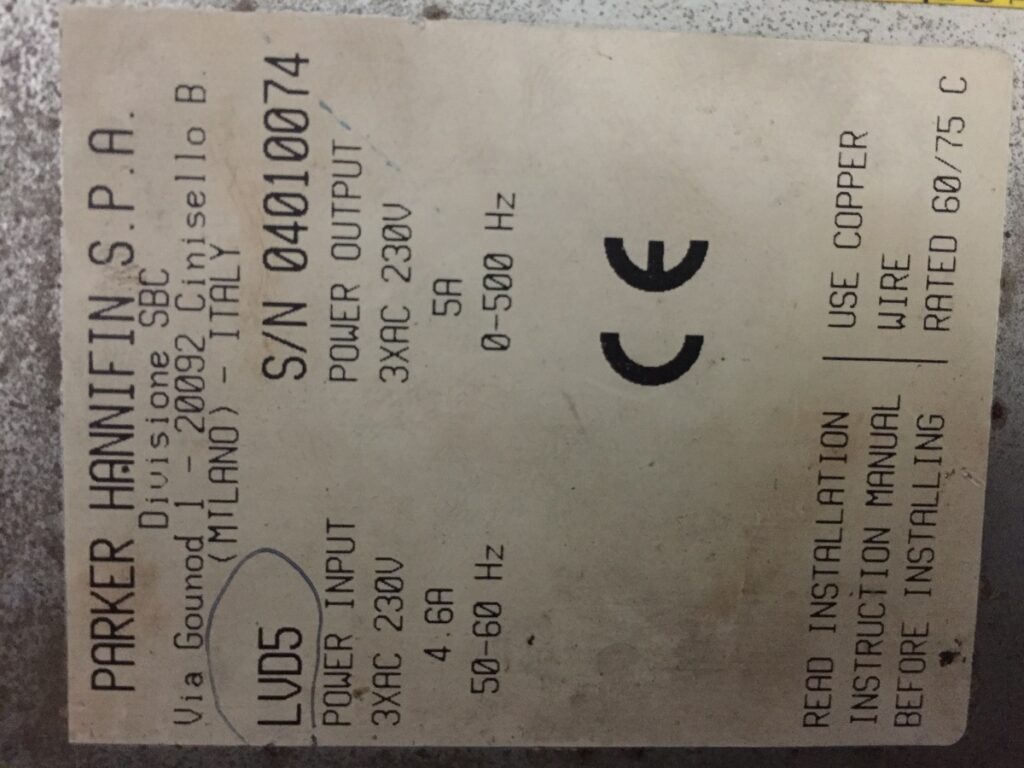 PARKER HANNIFIN S.P.A.
Divisione SBC
Via Gounod 1 - 20092 Cinisello B.
(MILANO) - ITALY
LVD5 S/N 040100074
POWER INPUT POWER OUTPUT
3XAC 230V 3XAC 230V
4.6A 5A
50-60 Hz 0-500 Hz
CE
READ INSTALLATION | USE COPPER
INSTRUCTION MANUAL | WIRE
BEFORE INSTALLING | RATED 60/75 C